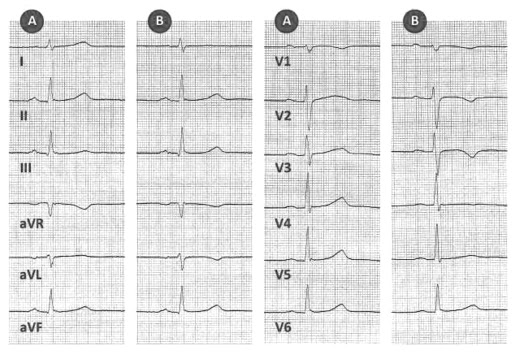 A B A B
I V1
II V2
III V3
aVR V4
aVL V5
aVF V6